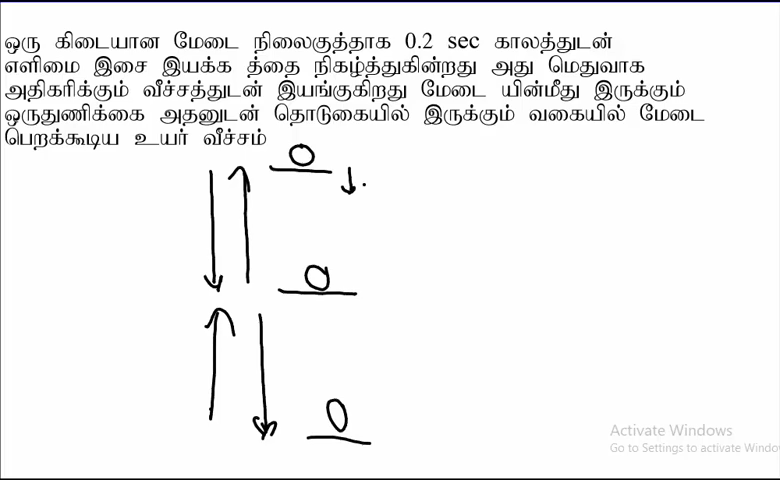 ஒரு கிடையான மேடை நிலைகுத்தாக 0.2 sec காலத்துடன்
எளிமை இசை இயக்க த்தை நிகழ்த்துகின்றது அது மெதுவாக
அதிகரிக்கும் வீச்சத்துடன் இயங்குகிறது மேடை யின்மீது இருக்கும்
ஒருதுணிக்கை அதனுடன் தொடுகையில் இருக்கும் வகையில் மேடை
பெறக்கூடிய உயர் வீச்சம்
Activate Windows
Go to Settings to activate Windo